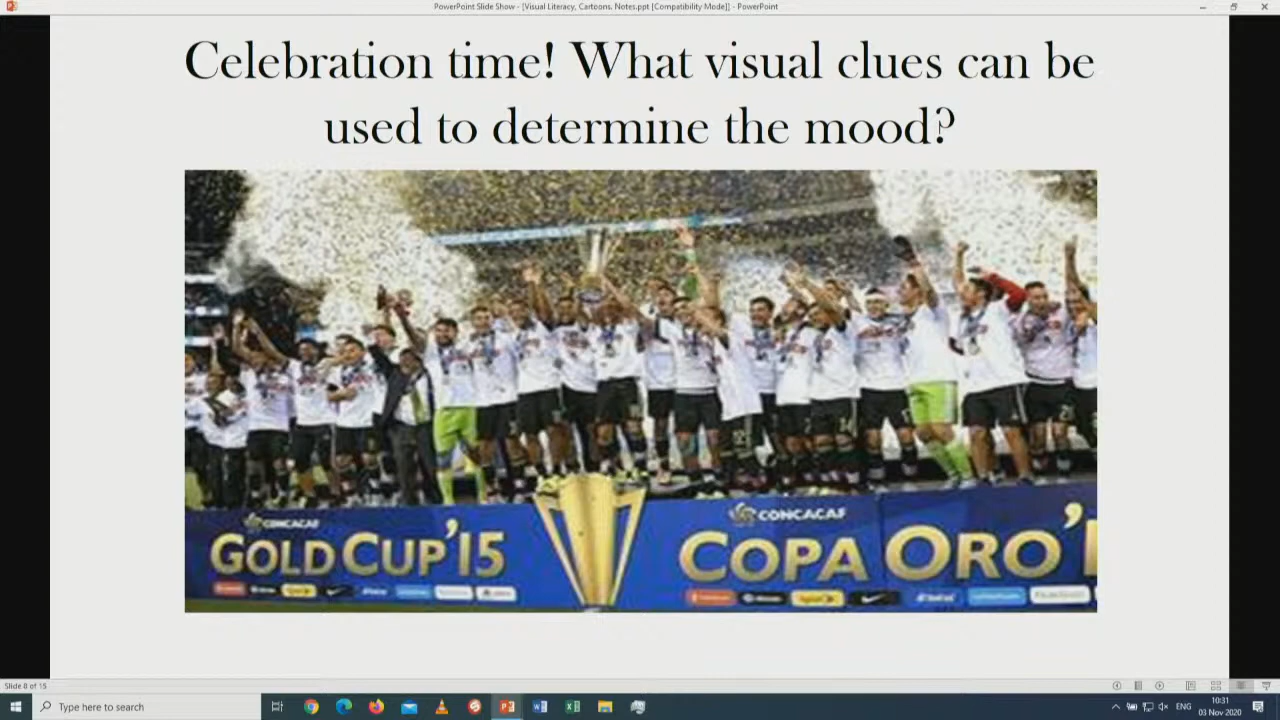 PowerPoint Slide Show - [Visual Literacy, Cartoons. Notes.ppt [Compatibility Mode]] - PowerPoint
Celebration time! What visual clues can be
used to determine the mood?
CONCACAF
GOLD CUP '15
CONCACAF
COPA ORO '1
Slide 8 of 15
Type here to search
ENG
10:31
03 Nov 2020